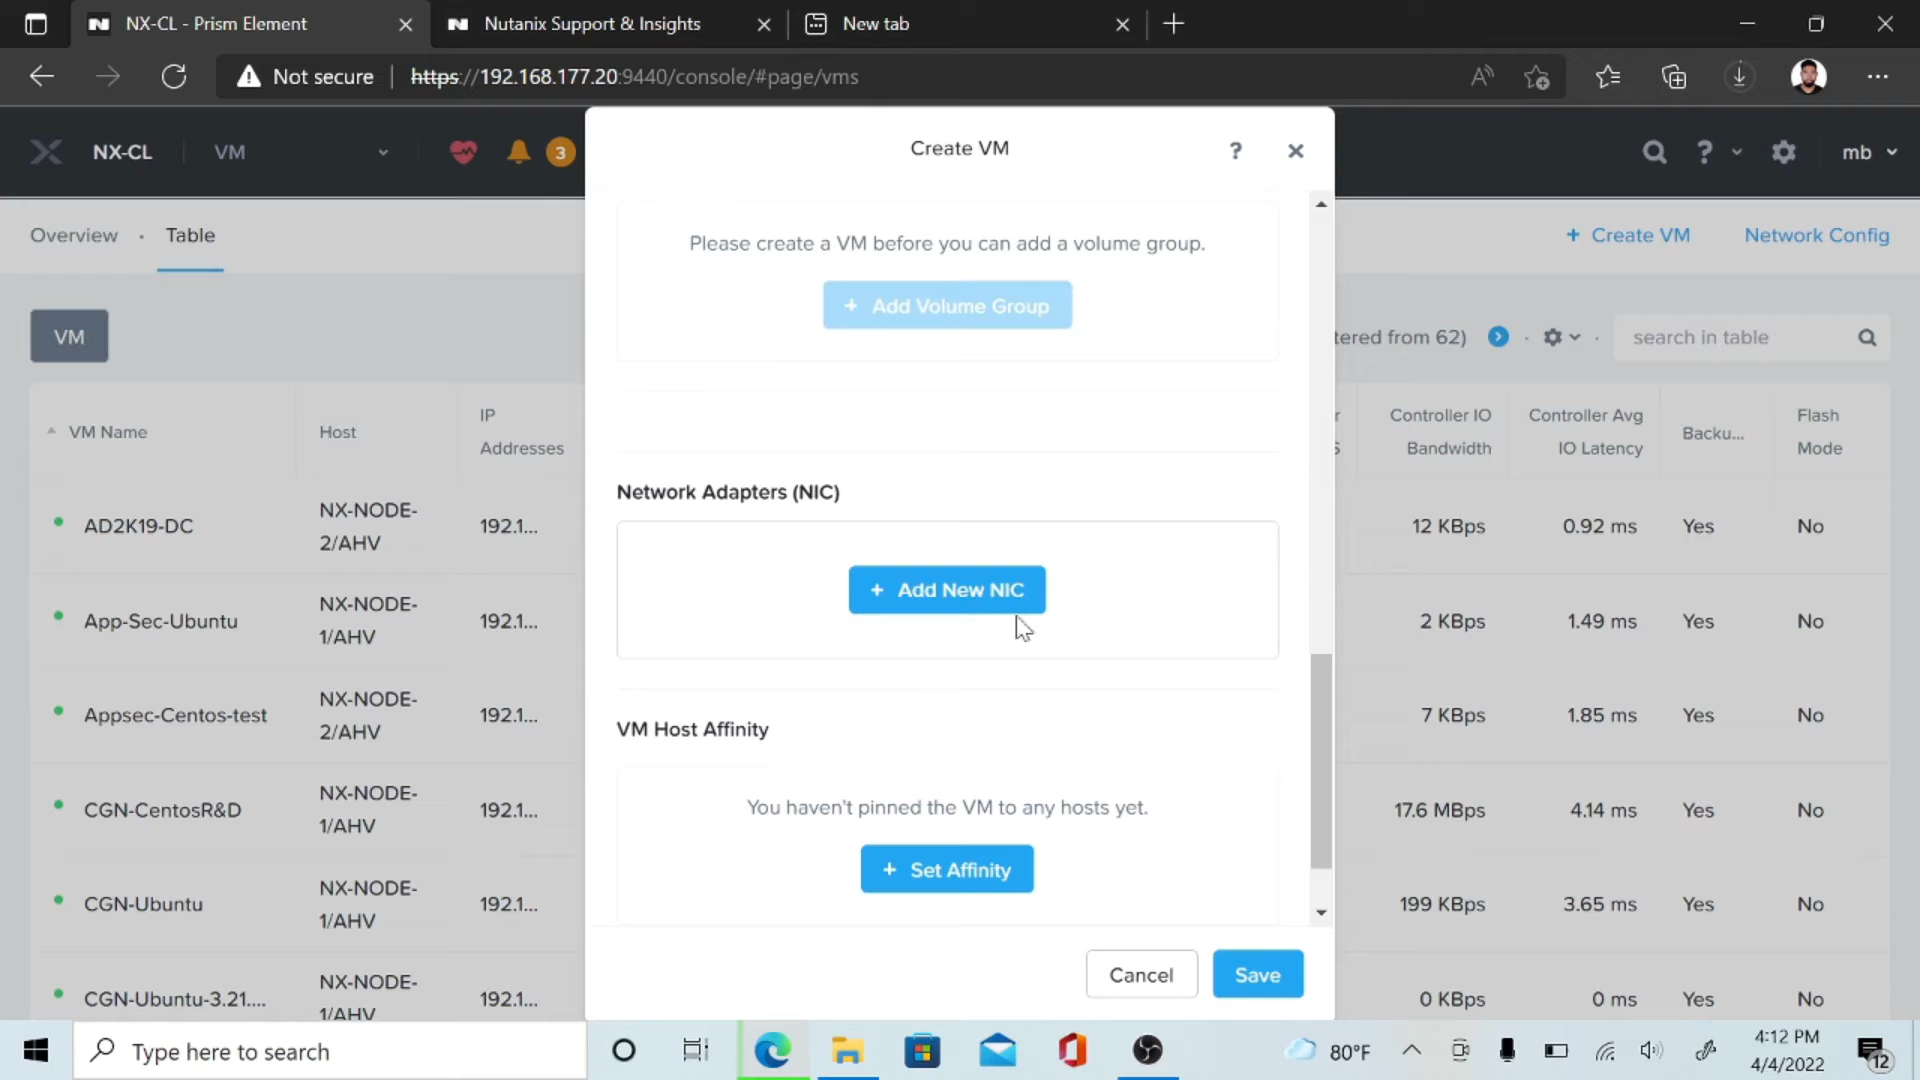 NX-CL - Prism Element
Nutanix Support & Insights
New tab
Not secure
https://192.168.177.20:9440/console/#page/vms
NX-CL
VM
3
Create VM
?
?
mb
Overview · Table
+ Create VM
Network Config
Please create a VM before you can add a volume group.
+ Add Volume Group
VM
tered from 62)
search in table
VM Name
Host
IP
Addresses
Controller IO
Bandwidth
Controller Avg
IO Latency
Backu...
Flash
Mode
Network Adapters (NIC)
+ Add New NIC
AD2K19-DC
NX-NODE-
2/AHV
192.1...
12 KBps
0.92 ms
Yes
No
App-Sec-Ubuntu
NX-NODE-
1/AHV
192.1...
2 KBps
1.49 ms
Yes
No
Appsec-Centos-test
NX-NODE-
2/AHV
192.1...
7 KBps
1.85 ms
Yes
No
VM Host Affinity
You haven't pinned the VM to any hosts yet.
+ Set Affinity
CGN-CentosR&D
NX-NODE-
1/AHV
192.1...
17.6 MBps
4.14 ms
Yes
No
CGN-Ubuntu
NX-NODE-
1/AHV
192.1...
199 KBps
3.65 ms
Yes
No
CGN-Ubuntu-3.21....
NX-NODE-
1/AHV
192.1...
0 KBps
0 ms
Yes
No
Cancel
Save
Type here to search
80°F
4:12 PM
4/4/2022
12